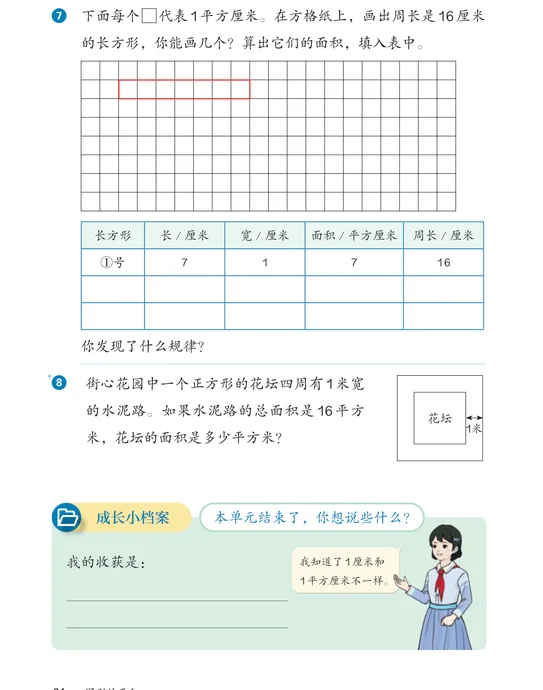 7 下面每个□代表1平方厘米。在方格纸上，画出周长是16厘米
的长方形，你能画几个？算出它们的面积，填入表中。
长方形 长/厘米 宽/厘米 面积/平方厘米 周长/厘米
①号 7 1 7 16
你发现了什么规律？
8 街心花园中一个正方形的花坛四周有1米宽
的水泥路。如果水泥路的总面积是16平方
米，花坛的面积是多少平方米？
花坛
1米
成长小档案
本单元结束了，你想说些什么？
我的收获是：
我知道了1厘米和
1平方厘米不一样。